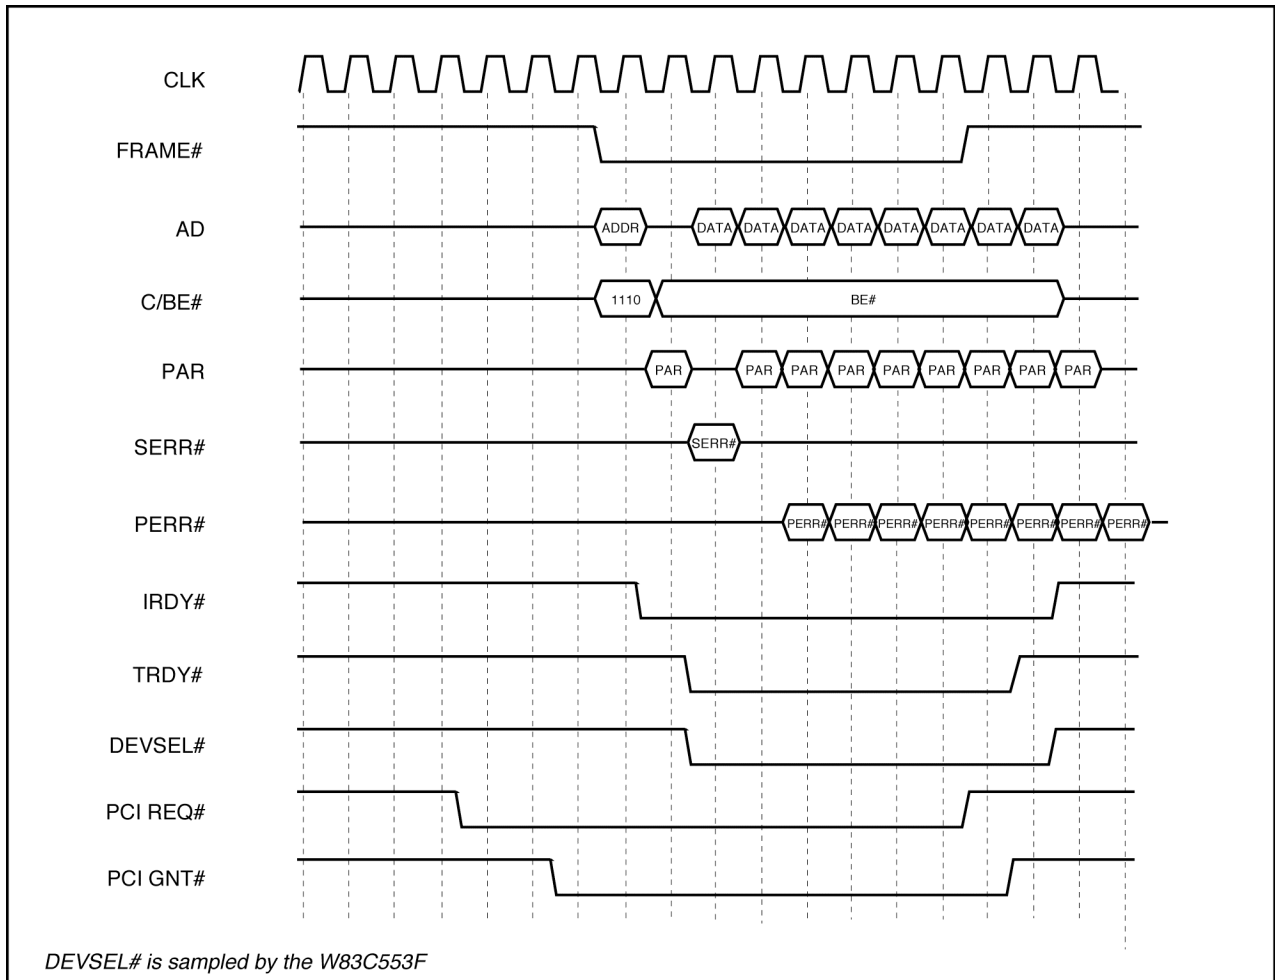 CLK
FRAME#
AD ADDR DATA DATA DATA DATA DATA DATA DATA DATA
C/BE# 1110 BE#
PAR PAR PAR PAR PAR PAR PAR PAR PAR PAR
SERR# SERR#
PERR# PERR# PERR# PERR# PERR# PERR# PERR# PERR# PERR#
IRDY#
TRDY#
DEVSEL#
PCI REQ#
PCI GNT#
DEVSEL# is sampled by the W83C553F